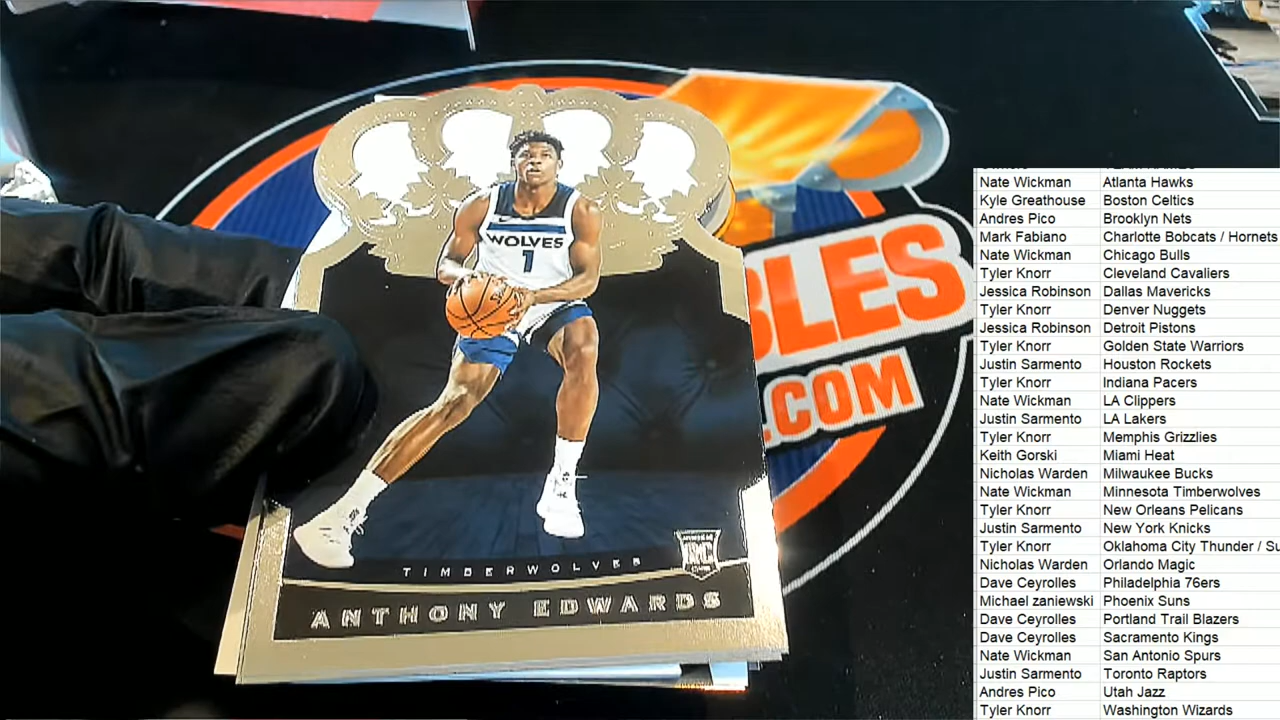 WOLVES
1
TIMBERWOLVES
RC
ANTHONY EDWARDS
BLES
.COM
Nate Wickman Atlanta Hawks
Kyle Greathouse Boston Celtics
Andres Pico Brooklyn Nets
Mark Fabiano Charlotte Bobcats / Hornets
Nate Wickman Chicago Bulls
Tyler Knorr Cleveland Cavaliers
Jessica Robinson Dallas Mavericks
Tyler Knorr Denver Nuggets
Jessica Robinson Detroit Pistons
Tyler Knorr Golden State Warriors
Justin Sarmento Houston Rockets
Tyler Knorr Indiana Pacers
Nate Wickman LA Clippers
Justin Sarmento LA Lakers
Tyler Knorr Memphis Grizzlies
Keith Gorski Miami Heat
Nicholas Warden Milwaukee Bucks
Nate Wickman Minnesota Timberwolves
Tyler Knorr New Orleans Pelicans
Justin Sarmento New York Knicks
Tyler Knorr Oklahoma City Thunder / Su
Nicholas Warden Orlando Magic
Dave Ceyrolles Philadelphia 76ers
Michael zaniewski Phoenix Suns
Dave Ceyrolles Portland Trail Blazers
Dave Ceyrolles Sacramento Kings
Nate Wickman San Antonio Spurs
Justin Sarmento Toronto Raptors
Andres Pico Utah Jazz
Tyler Knorr Washington Wizards